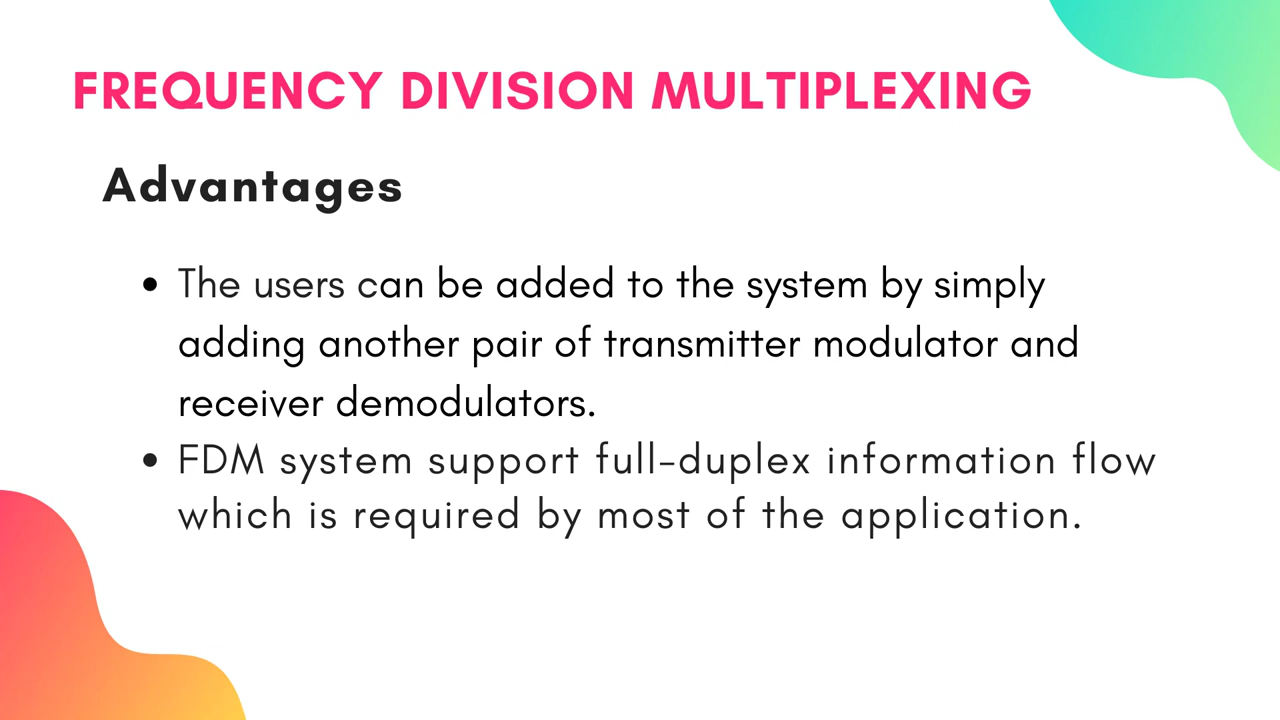 FREQUENCY DIVISION MULTIPLEXING
Advantages
• The users can be added to the system by simply
adding another pair of transmitter modulator and
receiver demodulators.
• FDM system support full-duplex information flow
which is required by most of the application.